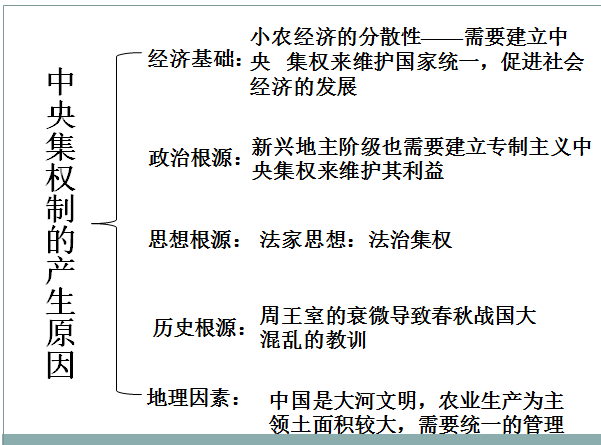 中央集权制的产生原因
经济基础：
小农经济的分散性——需要建立中
央 集权来维护国家统一，促进社会
经济的发展
政治根源：
新兴地主阶级也需要建立专制主义中
央集权来维护其利益
思想根源： 法家思想：法治集权
历史根源：
周王室的衰微导致春秋战国大
混乱的教训
地理因素：
中国是大河文明，农业生产为主
领土面积较大，需要统一的管理